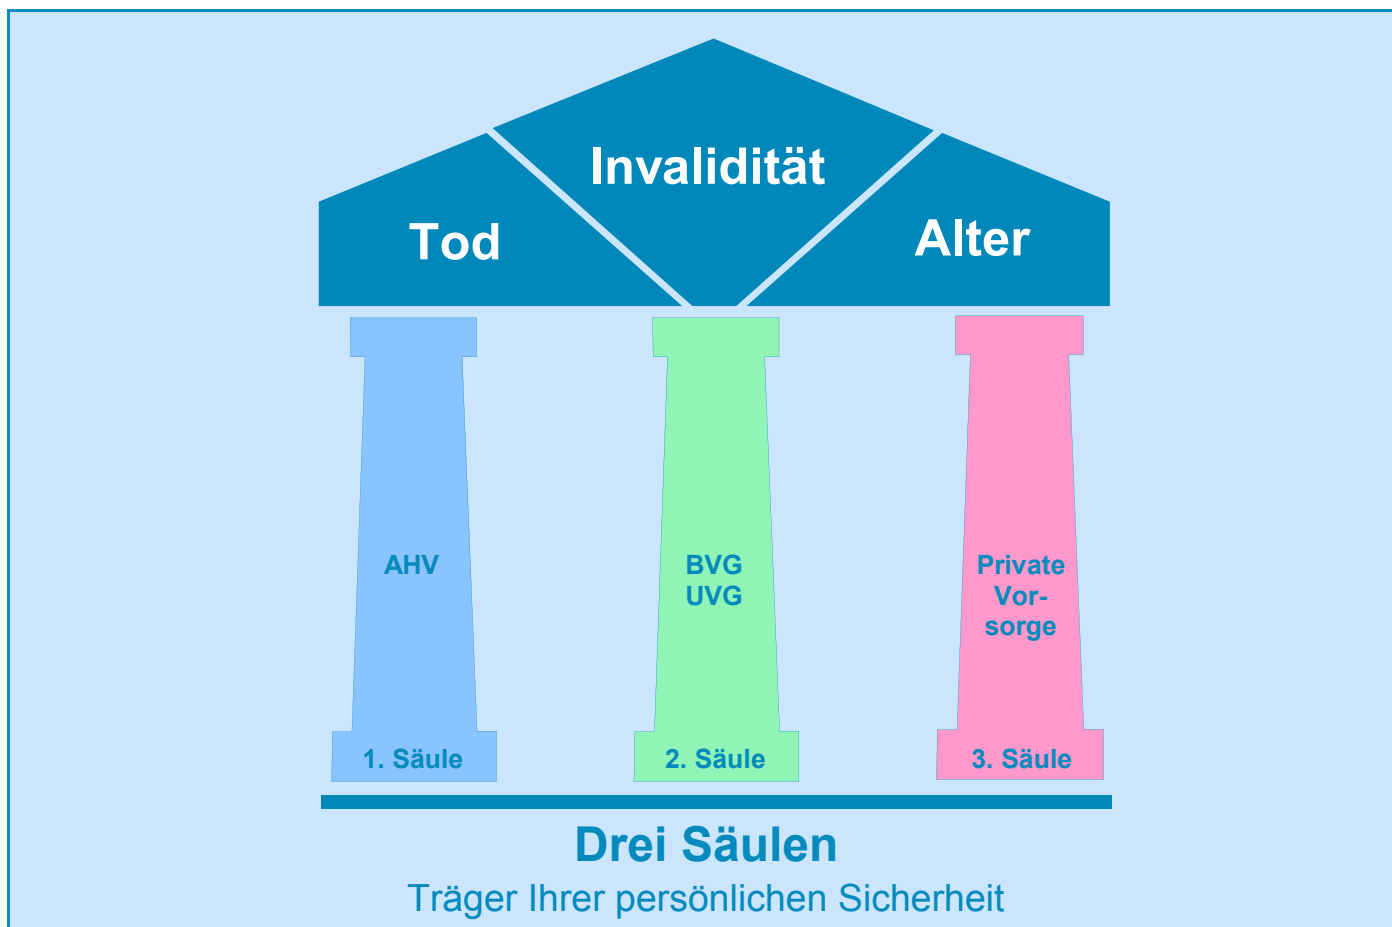 Invalidität
Tod
Alter
AHV
BVG
UVG
Private
Vor-
sorge
1. Säule
2. Säule
3. Säule
Drei Säulen
Träger Ihrer persönlichen Sicherheit